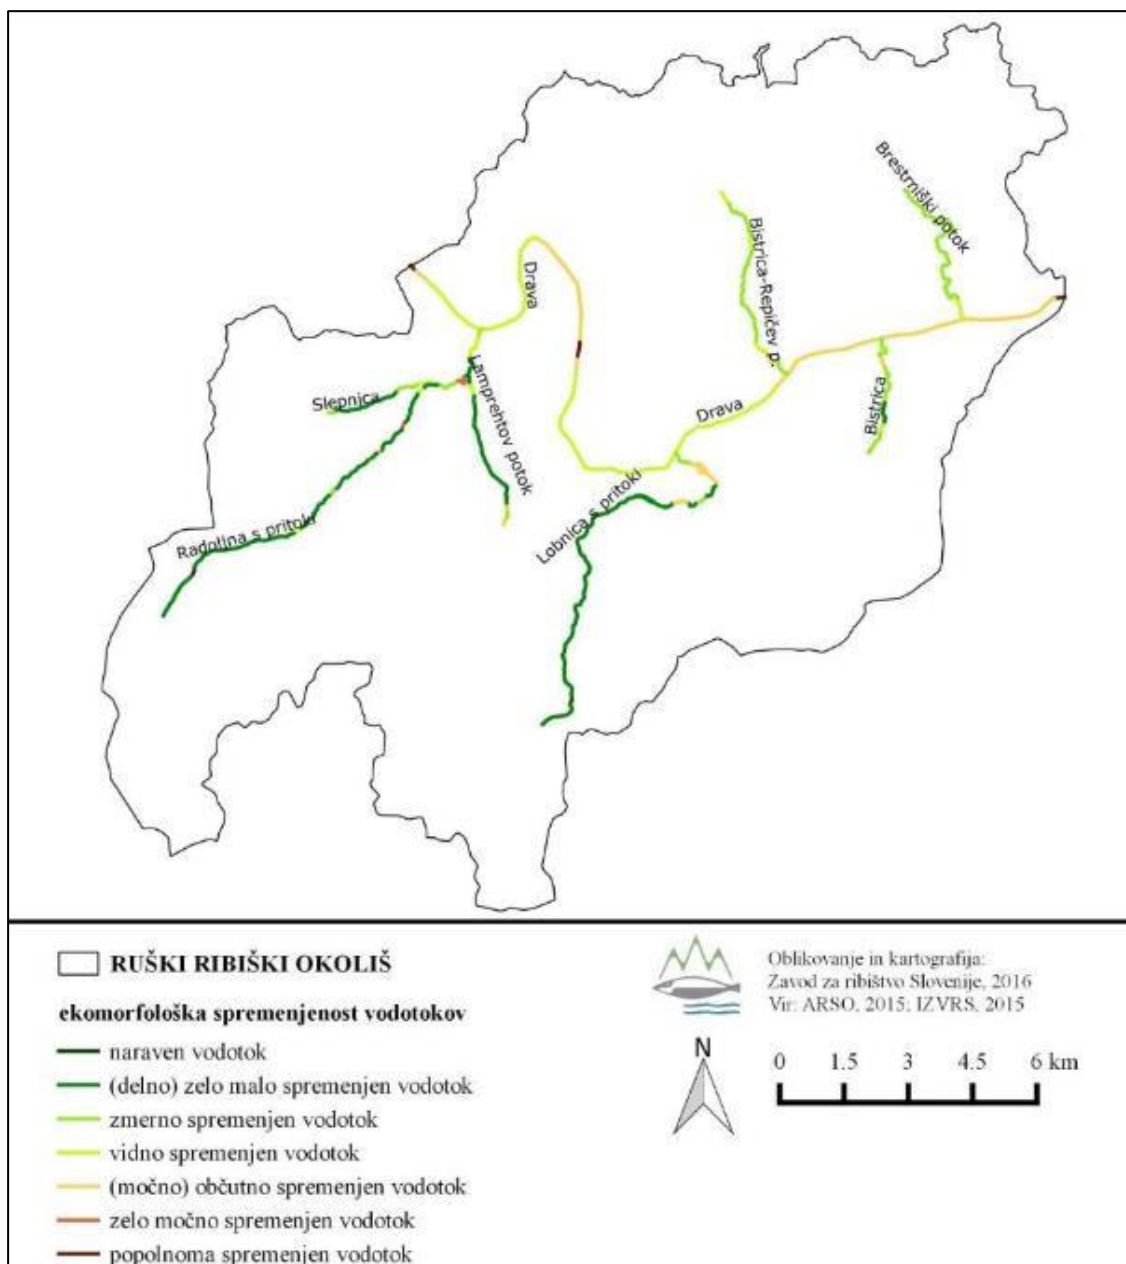 Brestrniški potok
Bistrica-Repičev p.
Drava
Lamprehtov potok
Slepnica
Drava
Bistrica
Lobnica s pritoki
Radoljna s pritoki
RUŠKI RIBIŠKI OKOLIŠ
ekomorfološka spremenjenost vodotokov
naraven vodotok
(delno) zelo malo spremenjen vodotok
zmerno spremenjen vodotok
vidno spremenjen vodotok
(močno) občutno spremenjen vodotok
zelo močno spremenjen vodotok
popolnoma spremenjen vodotok
Oblikovanje in kartografija:
Zavod za ribištvo Slovenije, 2016
Vir: ARSO, 2015; IZVRS, 2015
N
0 1.5 3 4.5 6 km